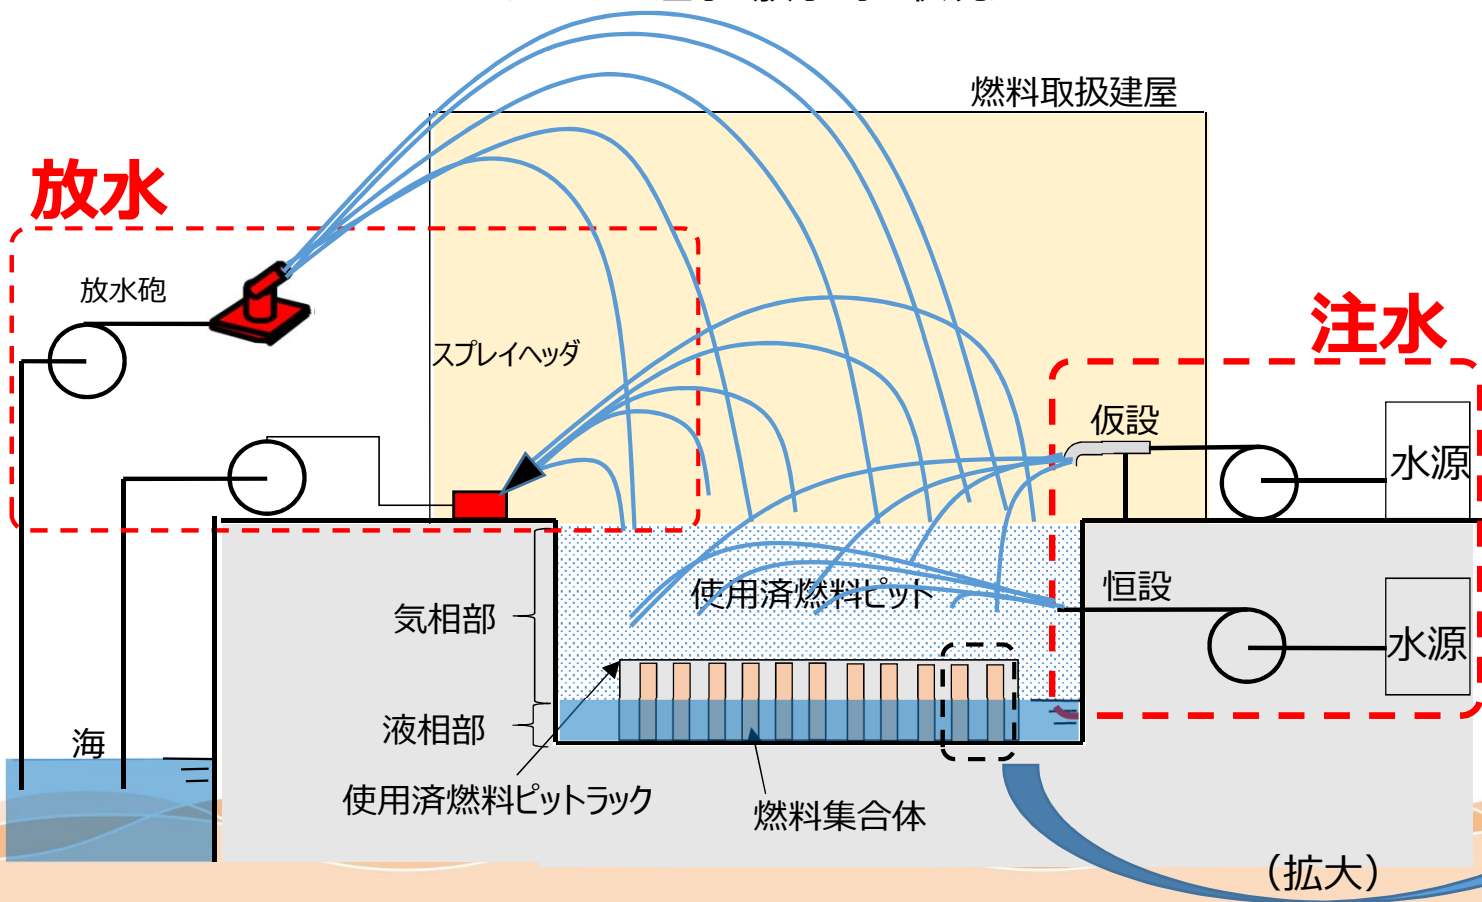 燃料取扱建屋
放水
放水砲
スプレイヘッダ
注水
仮設
水源
使用済燃料ピット
恒設
水源
気相部
液相部
海
使用済燃料ピットラック
燃料集合体
（拡大）